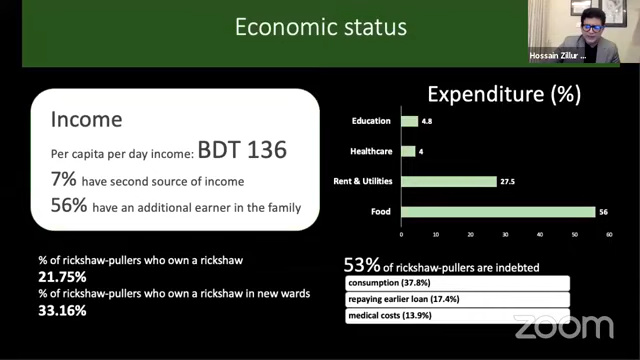 Economic status
Hossain Zillur ...
Income
Per capita per day income: BDT 136
7% have second source of income
56% have an additional earner in the family
% of rickshaw-pullers who own a rickshaw
21.75%
% of rickshaw-pullers who own a rickshaw in new wards
33.16%
Expenditure (%)
Education 4.8
Healthcare 4
Rent & Utilities 27.5
Food 56
0 10 20 30 40 50 60
53% of rickshaw-pullers are indebted
consumption (37.8%)
repaying earlier loan (17.4%)
medical costs (13.9%)
zoom